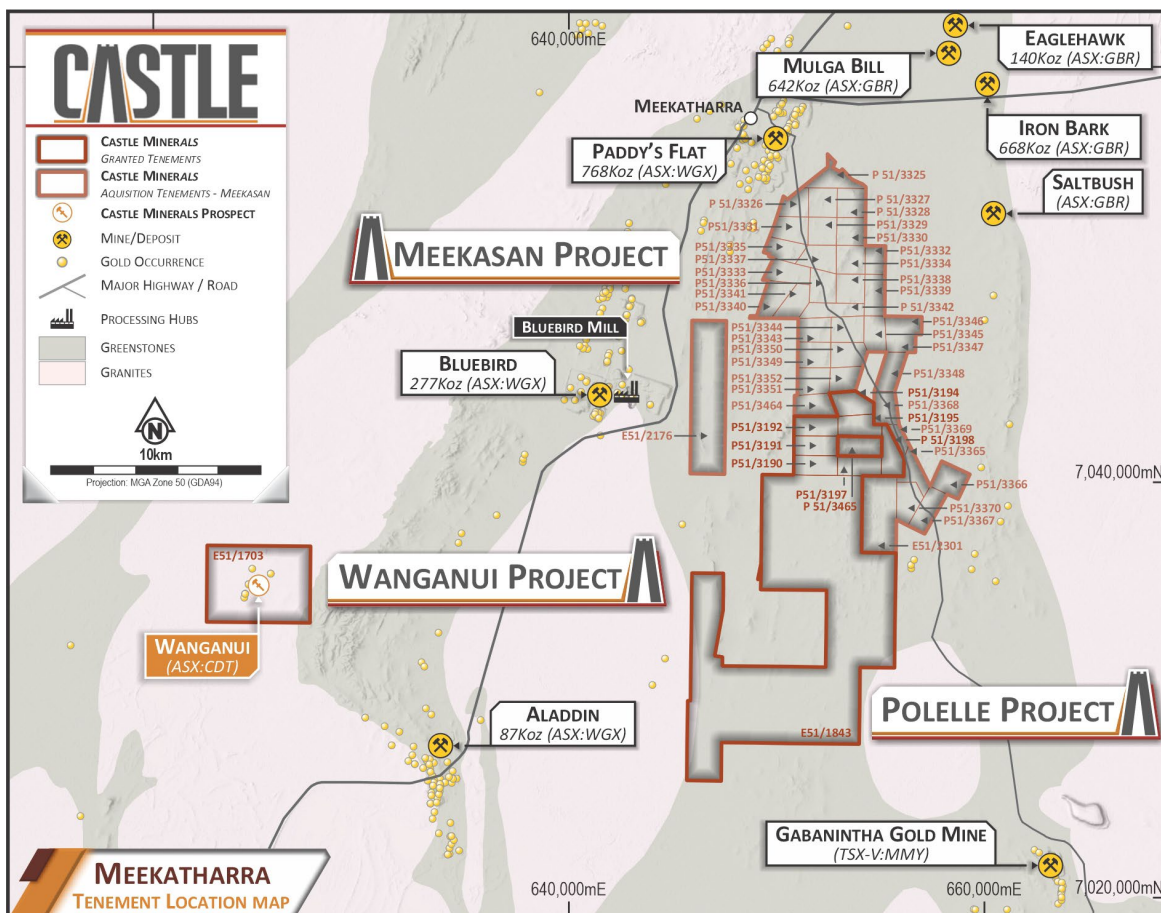 CASTLE
CASTLE MINERALS
GRANTED TENEMENTS
CASTLE MINERALS
AQUISITION TENEMENTS - MEEKASAN
CASTLE MINERALS PROSPECT
MINE/DEPOSIT
GOLD OCCURRENCE
MAJOR HIGHWAY / ROAD
PROCESSING HUBS
GREENSTONES
GRANITES
N
10km
Projection: MGA Zone 50 (GDA94)
640,000mE
EAGLEHAWK
140Koz (ASX:GBR)
MULGA BILL
642Koz (ASX:GBR)
MEEKATHARRA
IRON BARK
668Koz (ASX:GBR)
PADDY'S FLAT
768Koz (ASX:WGX)
SALTBUSH
(ASX:GBR)
MEEKASAN PROJECT
P 51/3325
P 51/3326
P 51/3327
P 51/3328
P51/3331
P 51/3329
P 51/3330
P51/3335
P51/3332
P51/3337
P51/3334
P51/3333
P51/3336
P51/3338
P51/3341
P51/3339
P51/3340
P 51/3342
P51/3344
P51/3346
P51/3343
P51/3345
P51/3350
P51/3347
P51/3349
P51/3348
P51/3352
P51/3351
P51/3194
P51/3464
P51/3368
P51/3195
P51/3192
P51/3369
P 51/3198
P51/3191
P51/3365
P51/3190
E51/2176
P51/3197
P 51/3465
P51/3366
P51/3370
P51/3367
E51/2301
BLUEBIRD MILL
BLUEBIRD
277Koz (ASX:WGX)
7,040,000mN
E51/1703
WANGANUI PROJECT
WANGANUI
(ASX:CDT)
ALADDIN
87Koz (ASX:WGX)
POLELLE PROJECT
E51/1843
GABANINTHA GOLD MINE
(TSX-V:MMY)
MEEKATHARRA
TENEMENT LOCATION MAP
640,000mE
660,000mE
7,020,000mN